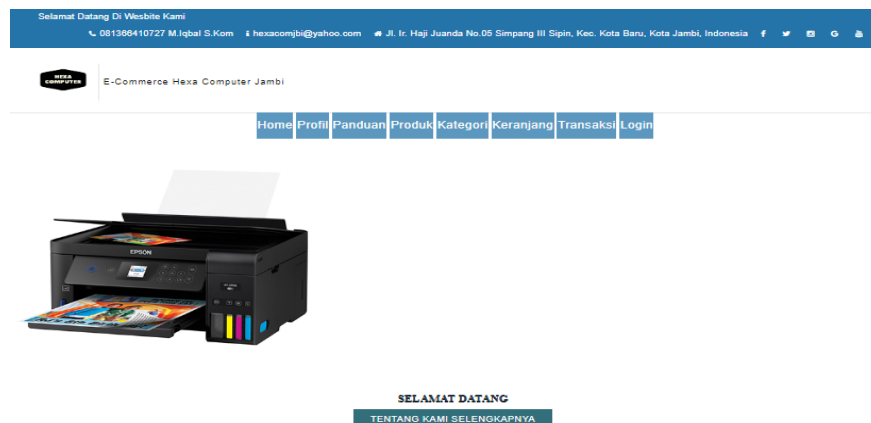 Selamat Datang Di Wesbite Kami
081366410727 M.Iqbal S.Kom hexacomjbi@yahoo.com Jl. Ir. Haji Juanda No.05 Simpang III Sipin, Kec. Kota Baru, Kota Jambi, Indonesia
HEXA
COMPUTER
E-Commerce Hexa Computer Jambi
Home Profil Panduan Produk Kategori Keranjang Transaksi Login
EPSON
SELAMAT DATANG
TENTANG KAMI SELENGKAPNYA